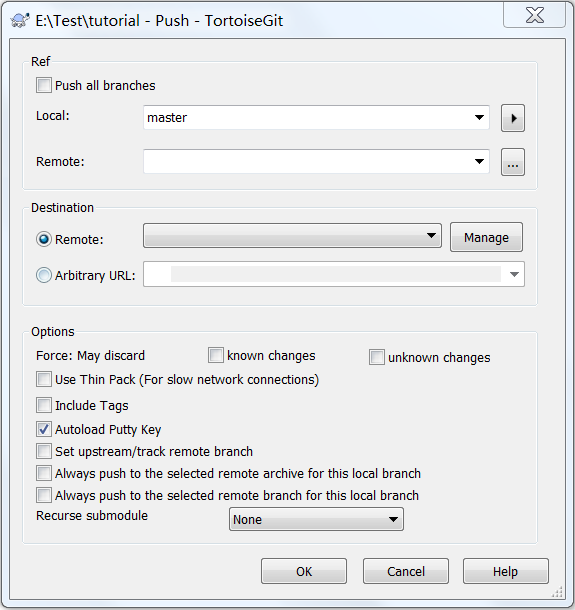 E:\Test\tutorial - Push - TortoiseGit
Ref
Push all branches
Local:
master
Remote:
...
Destination
Remote:
Manage
Arbitrary URL:
Options
Force: May discard
known changes
unknown changes
Use Thin Pack (For slow network connections)
Include Tags
Autoload Putty Key
Set upstream/track remote branch
Always push to the selected remote archive for this local branch
Always push to the selected remote branch for this local branch
Recurse submodule
None
OK
Cancel
Help